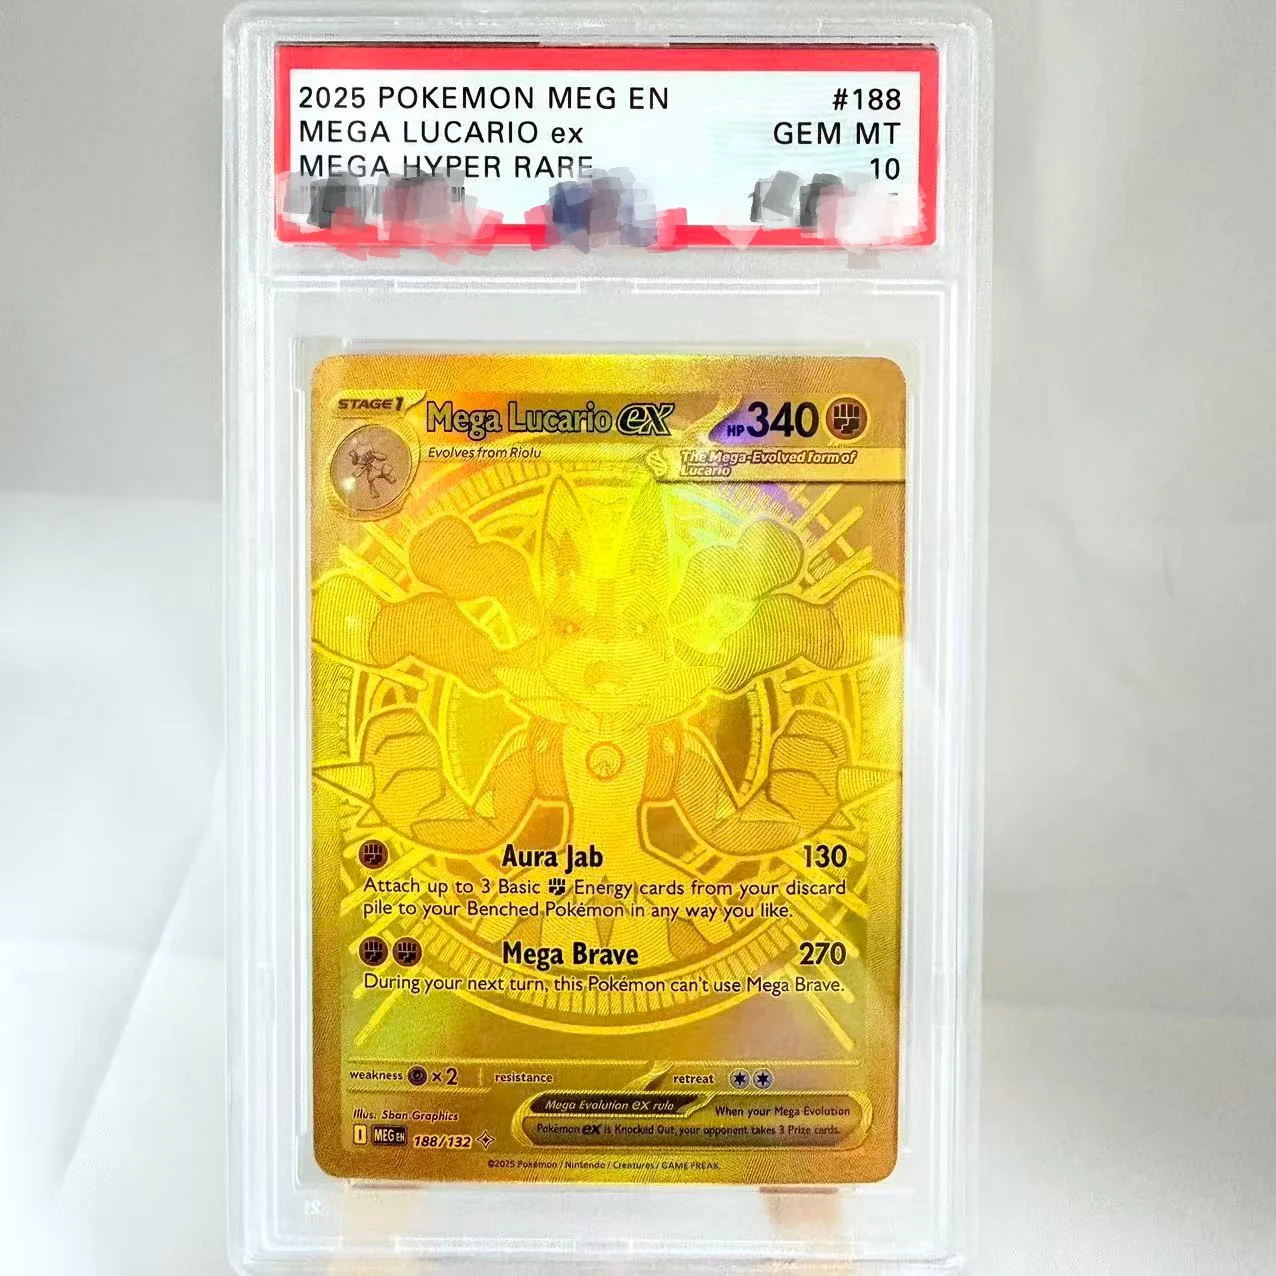 2025 POKEMON MEG EN #188
MEGA LUCARIO ex GEM MT
MEGA HYPER RARE 10
STAGE 1 Mega Lucario ex HP 340
Evolves from Riolu
The Mega-Evolved form of
Lucario
Aura Jab 130
Attach up to 3 Basic Energy cards from your discard
pile to your Benched Pokémon in any way you like.
Mega Brave 270
During your next turn, this Pokémon can't use Mega Brave.
weakness ×2 resistance retreat
Mega Evolution ex rule When your Mega Evolution
Pokémon ex is Knocked Out, your opponent takes 3 Prize cards.
Illus. 5ban Graphics
I MEG EN 188/132
©2025 Pokémon / Nintendo / Creatures / GAME FREAK.